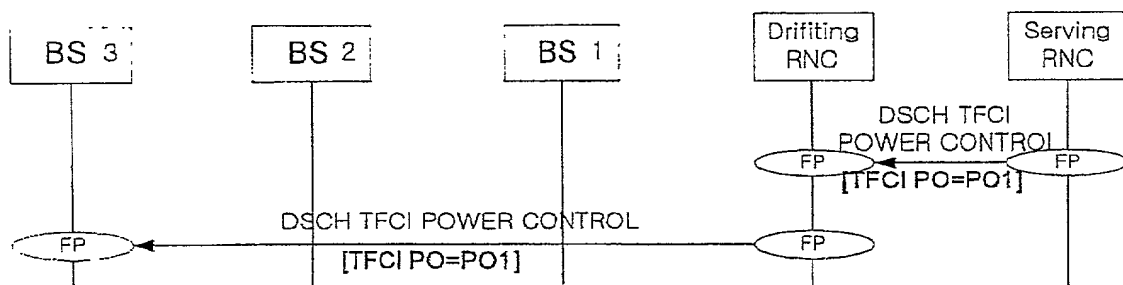 BS 3
BS 2
BS 1
Drifiting
RNC
Serving
RNC
DSCH TFCI
POWER CONTROL
FP
FP
[TFCI PO=PO1]
DSCH TFCI POWER CONTROL
FP
FP
[TFCI PO=PO1]